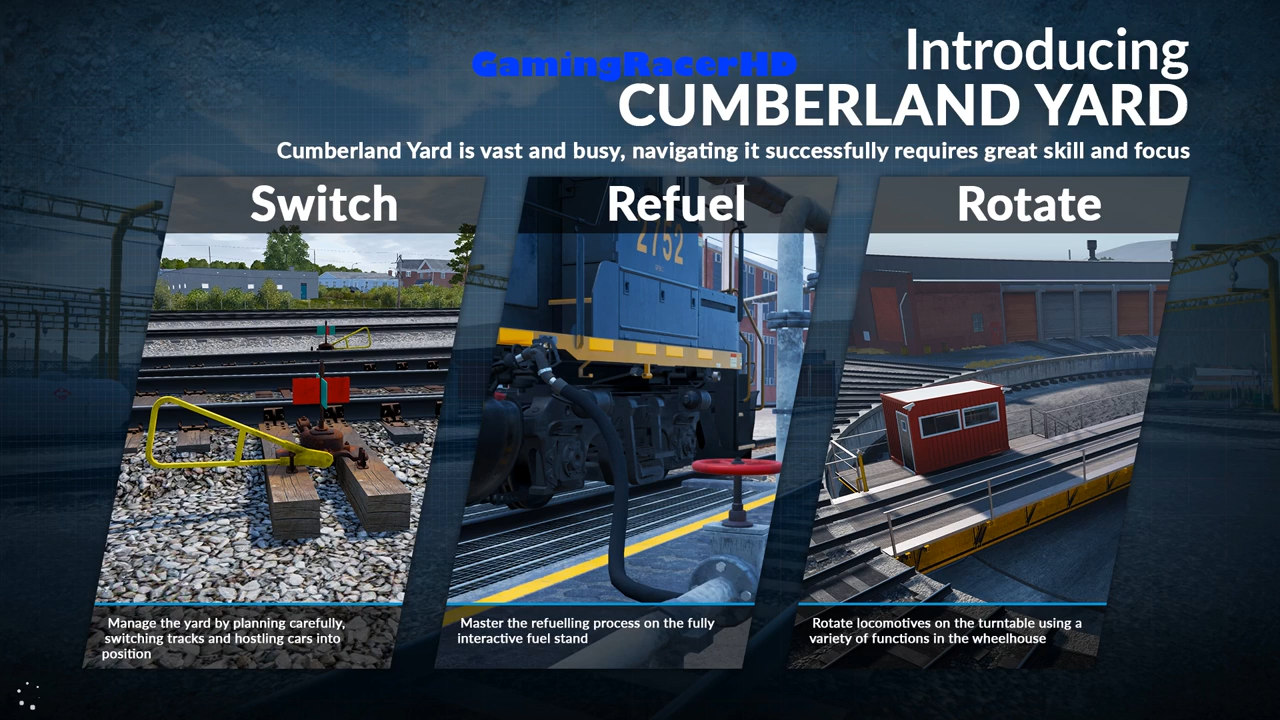 Introducing
GamingRacerHD
CUMBERLAND YARD
Cumberland Yard is vast and busy, navigating it successfully requires great skill and focus
Switch
Refuel
Rotate
2752
Manage the yard by planning carefully,
switching tracks and hostling cars into
position
Master the refuelling process on the fully
interactive fuel stand
Rotate locomotives on the turntable using a
variety of functions in the wheelhouse